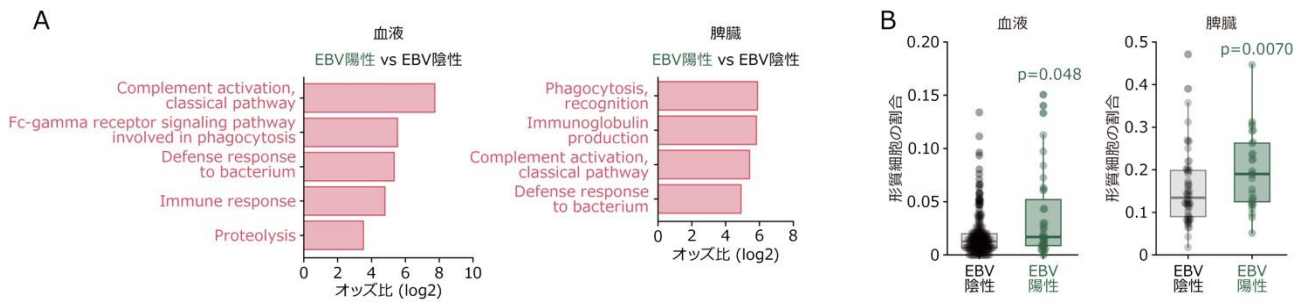 A
血液
EBV陽性 vs EBV陰性
Complement activation,
classical pathway
Fc-gamma receptor signaling pathway
involved in phagocytosis
Defense response
to bacterium
Immune response
Proteolysis
0 2 4 6 8 10
オッズ比 (log2)
脾臓
EBV陽性 vs EBV陰性
Phagocytosis,
recognition
Immunoglobulin
production
Complement activation,
classical pathway
Defense response
to bacterium
0 2 4 6 8
オッズ比 (log2)
B
血液
形質細胞の割合
0.20
0.15
0.10
0.05
0
p=0.048
EBV
陰性
EBV
陽性
脾臓
形質細胞の割合
0.5
0.4
0.3
0.2
0.1
0
p=0.0070
EBV
陰性
EBV
陽性